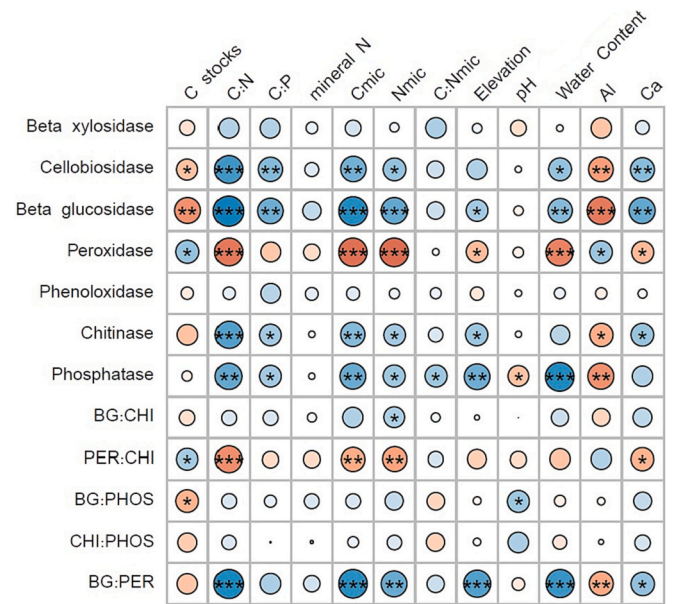 C stocks
C:N
C:P
mineral N
Cmic
Nmic
C:Nmic
Elevation
pH
Water Content
Al
Ca
Beta xylosidase
Cellobiosidase * *** ** ** * * ** **
Beta glucosidase ** *** ** *** *** * ** *** **
Peroxidase * *** *** *** * *** * *
Phenoloxidase
Chitinase *** * ** * * * *
Phosphatase ** * ** * * ** * *** **
BG:CHI *
PER:CHI * *** ** ** *
BG:PHOS * *
CHI:PHOS
BG:PER *** *** ** *** *** ** *